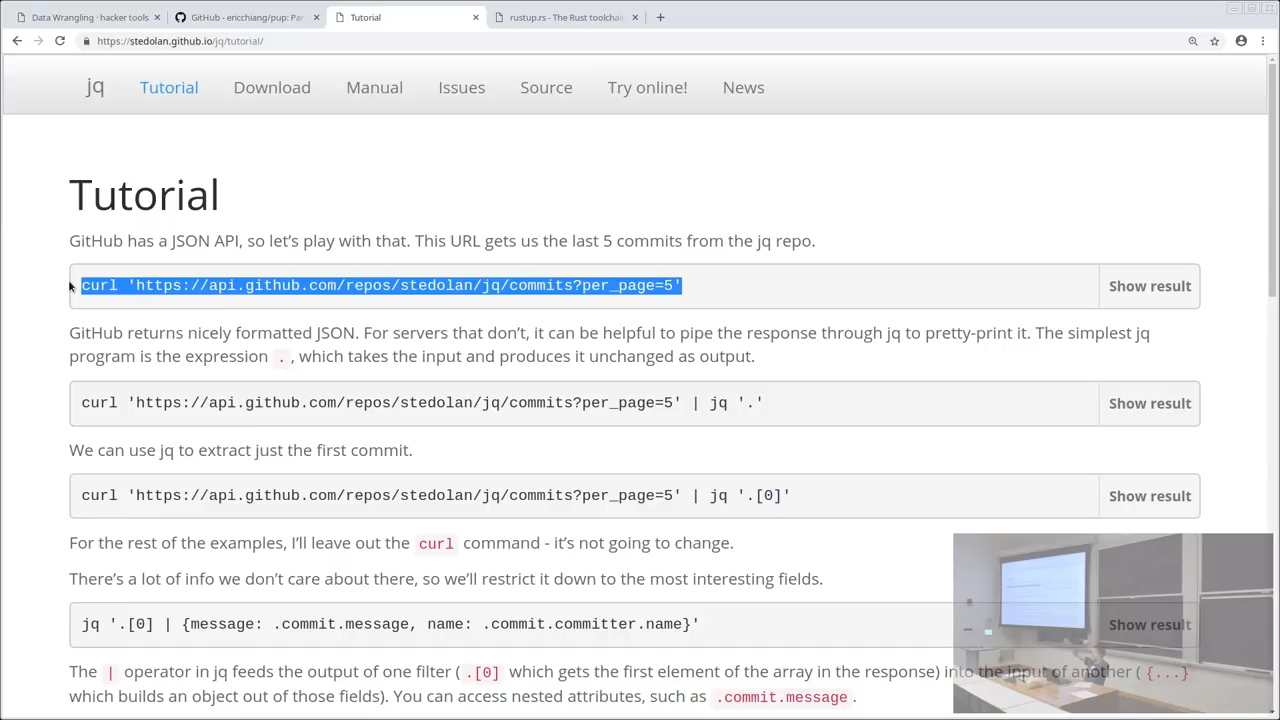 Data Wrangling · hacker tools
GitHub - ericchiang/pup: Par
Tutorial
rustup.rs - The Rust toolchain
https://stedolan.github.io/jq/tutorial/
jq Tutorial Download Manual Issues Source Try online! News
Tutorial
GitHub has a JSON API, so let's play with that. This URL gets us the last 5 commits from the jq repo.
curl 'https://api.github.com/repos/stedolan/jq/commits?per_page=5'
Show result
GitHub returns nicely formatted JSON. For servers that don't, it can be helpful to pipe the response through jq to pretty-print it. The simplest jq
program is the expression ., which takes the input and produces it unchanged as output.
curl 'https://api.github.com/repos/stedolan/jq/commits?per_page=5' | jq '.'
Show result
We can use jq to extract just the first commit.
curl 'https://api.github.com/repos/stedolan/jq/commits?per_page=5' | jq '.[0]'
Show result
For the rest of the examples, I'll leave out the curl command - it's not going to change.
There's a lot of info we don't care about there, so we'll restrict it down to the most interesting fields.
jq '.[0] | {message: .commit.message, name: .commit.committer.name}'
Show result
The | operator in jq feeds the output of one filter ( .[0] which gets the first element of the array in the response) into the input of another ( {...}
which builds an object out of those fields). You can access nested attributes, such as .commit.message.